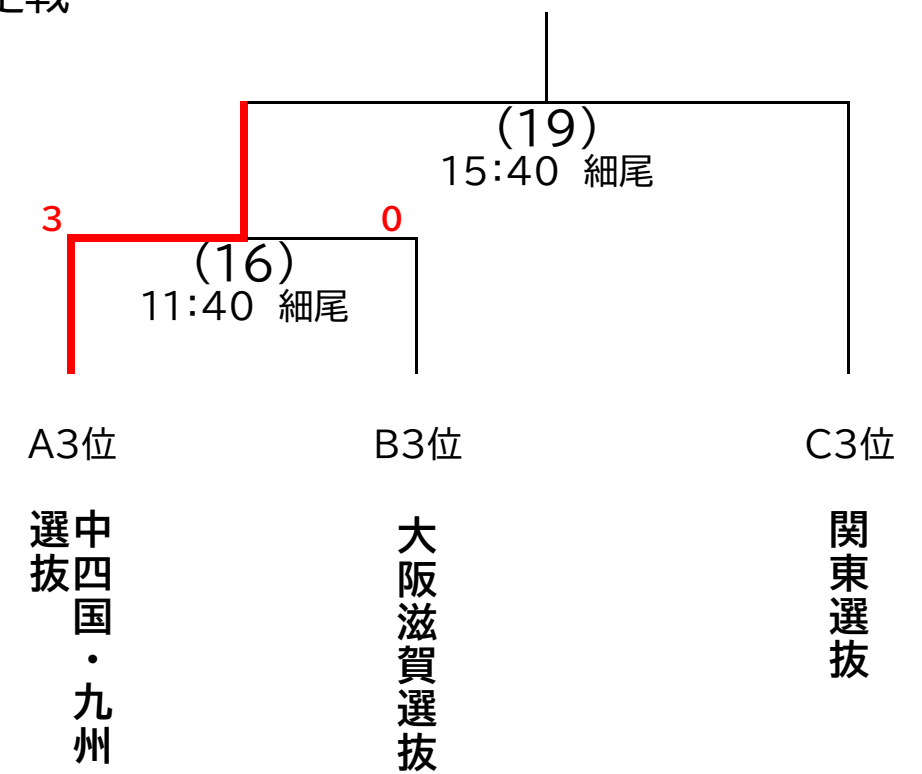 (19)
15:40 細尾
3
0
(16)
11:40 細尾
A3位
B3位
C3位
中四国・九州
選抜
大阪滋賀選抜
関東選抜